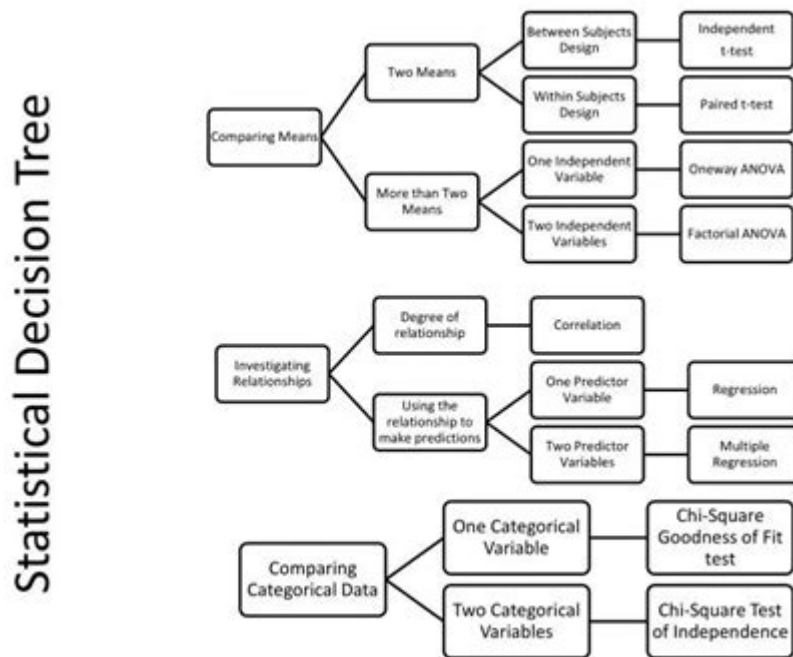 Statistical Decision Tree
Comparing Means
Two Means
Between Subjects
Design
Independent
t-test
Within Subjects
Design
Paired t-test
More than Two
Means
One Independent
Variable
Oneway ANOVA
Two Independent
Variables
Factorial ANOVA
Investigating
Relationships
Degree of
relationship
Correlation
Using the
relationship to
make predictions
One Predictor
Variable
Regression
Two Predictor
Variables
Multiple
Regression
Comparing
Categorical Data
One Categorical
Variable
Chi-Square
Goodness of Fit
test
Two Categorical
Variables
Chi-Square Test
of Independence